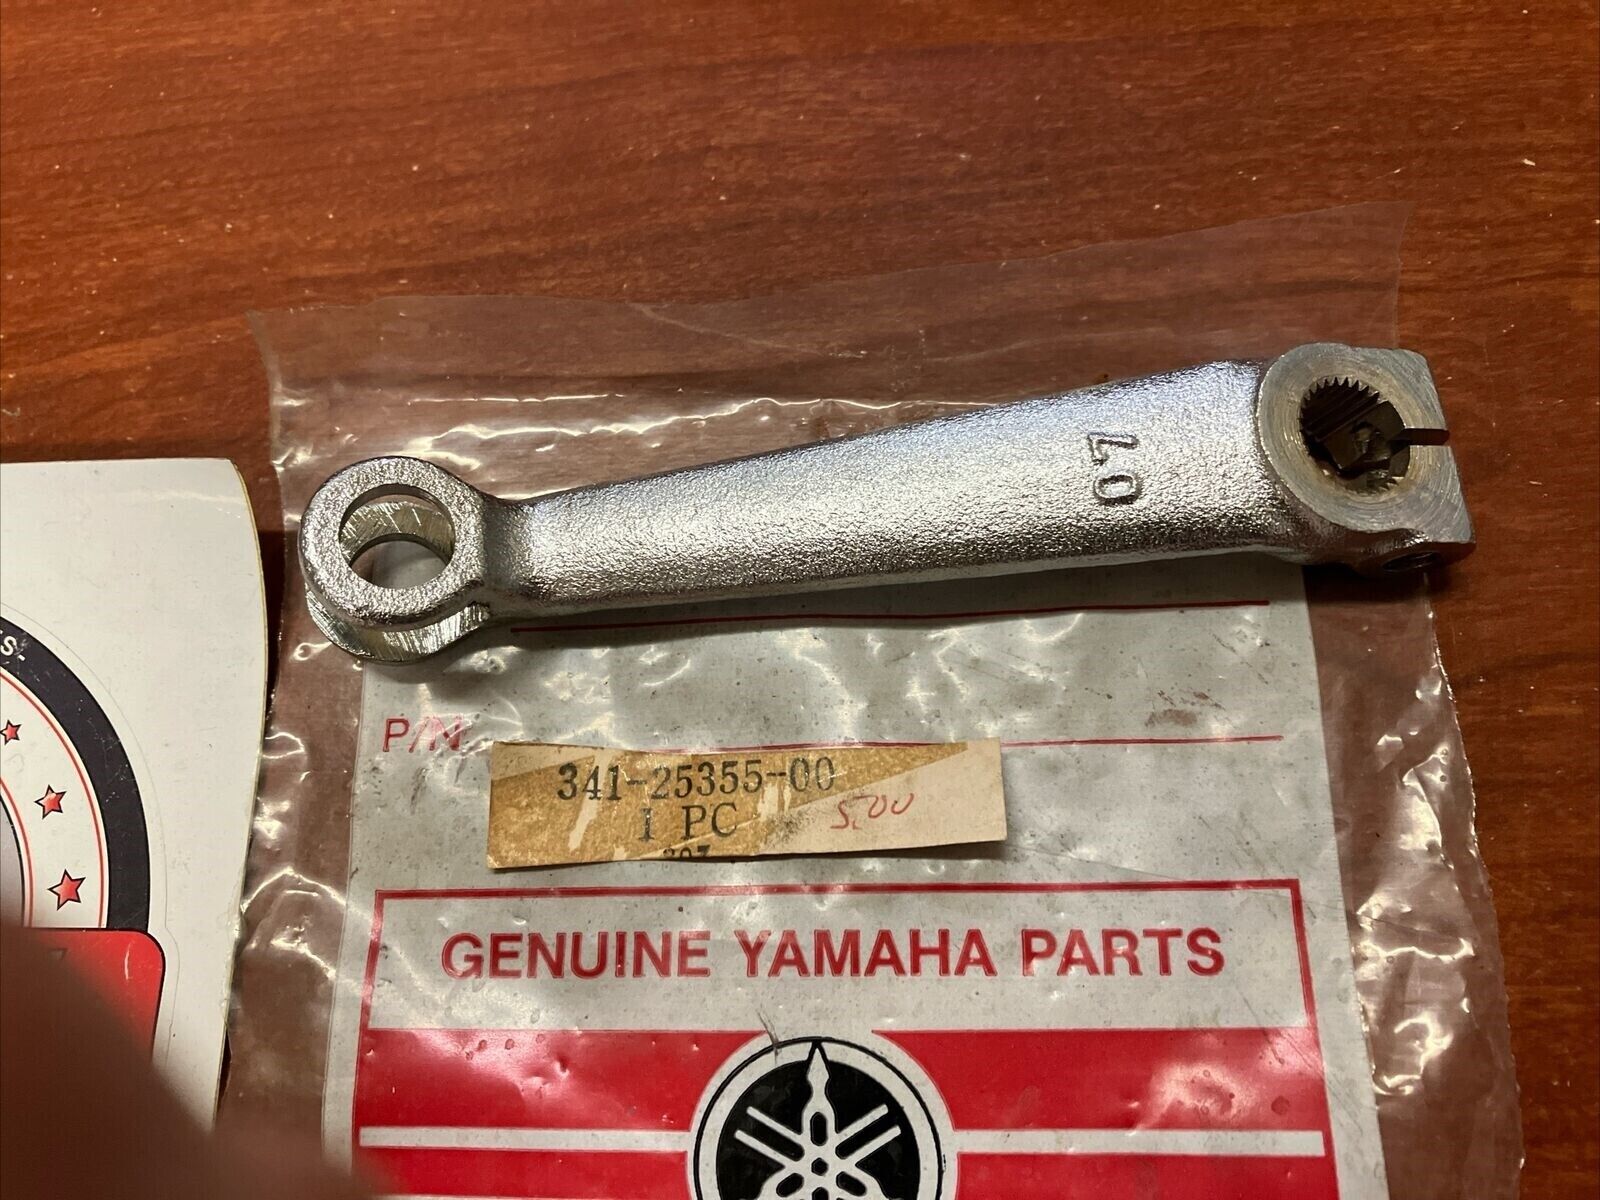 07
P/N
341-25355-00
1 PC 5.00
GENUINE YAMAHA PARTS